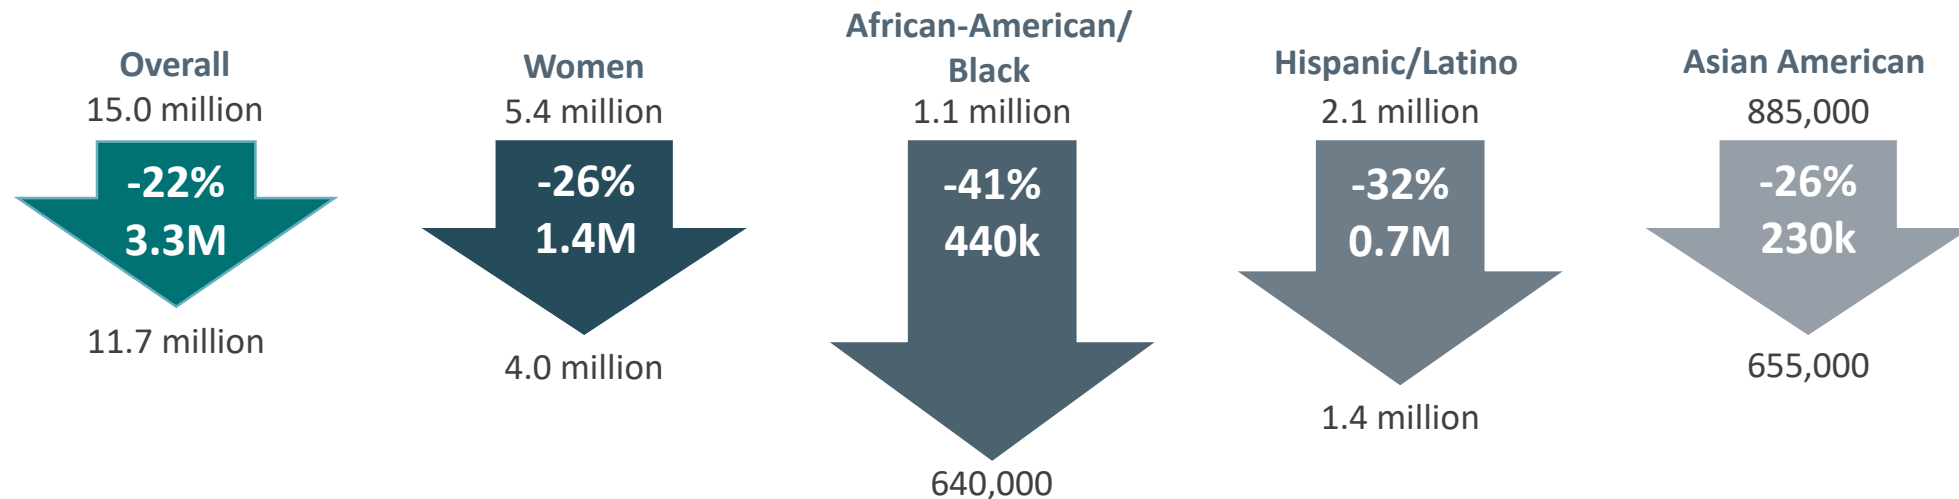 Overall
15.0 million
-22%
3.3M
11.7 million
Women
5.4 million
-26%
1.4M
4.0 million
African-American/
Black
1.1 million
-41%
440k
640,000
Hispanic/Latino
2.1 million
-32%
0.7M
1.4 million
Asian American
885,000
-26%
230k
655,000